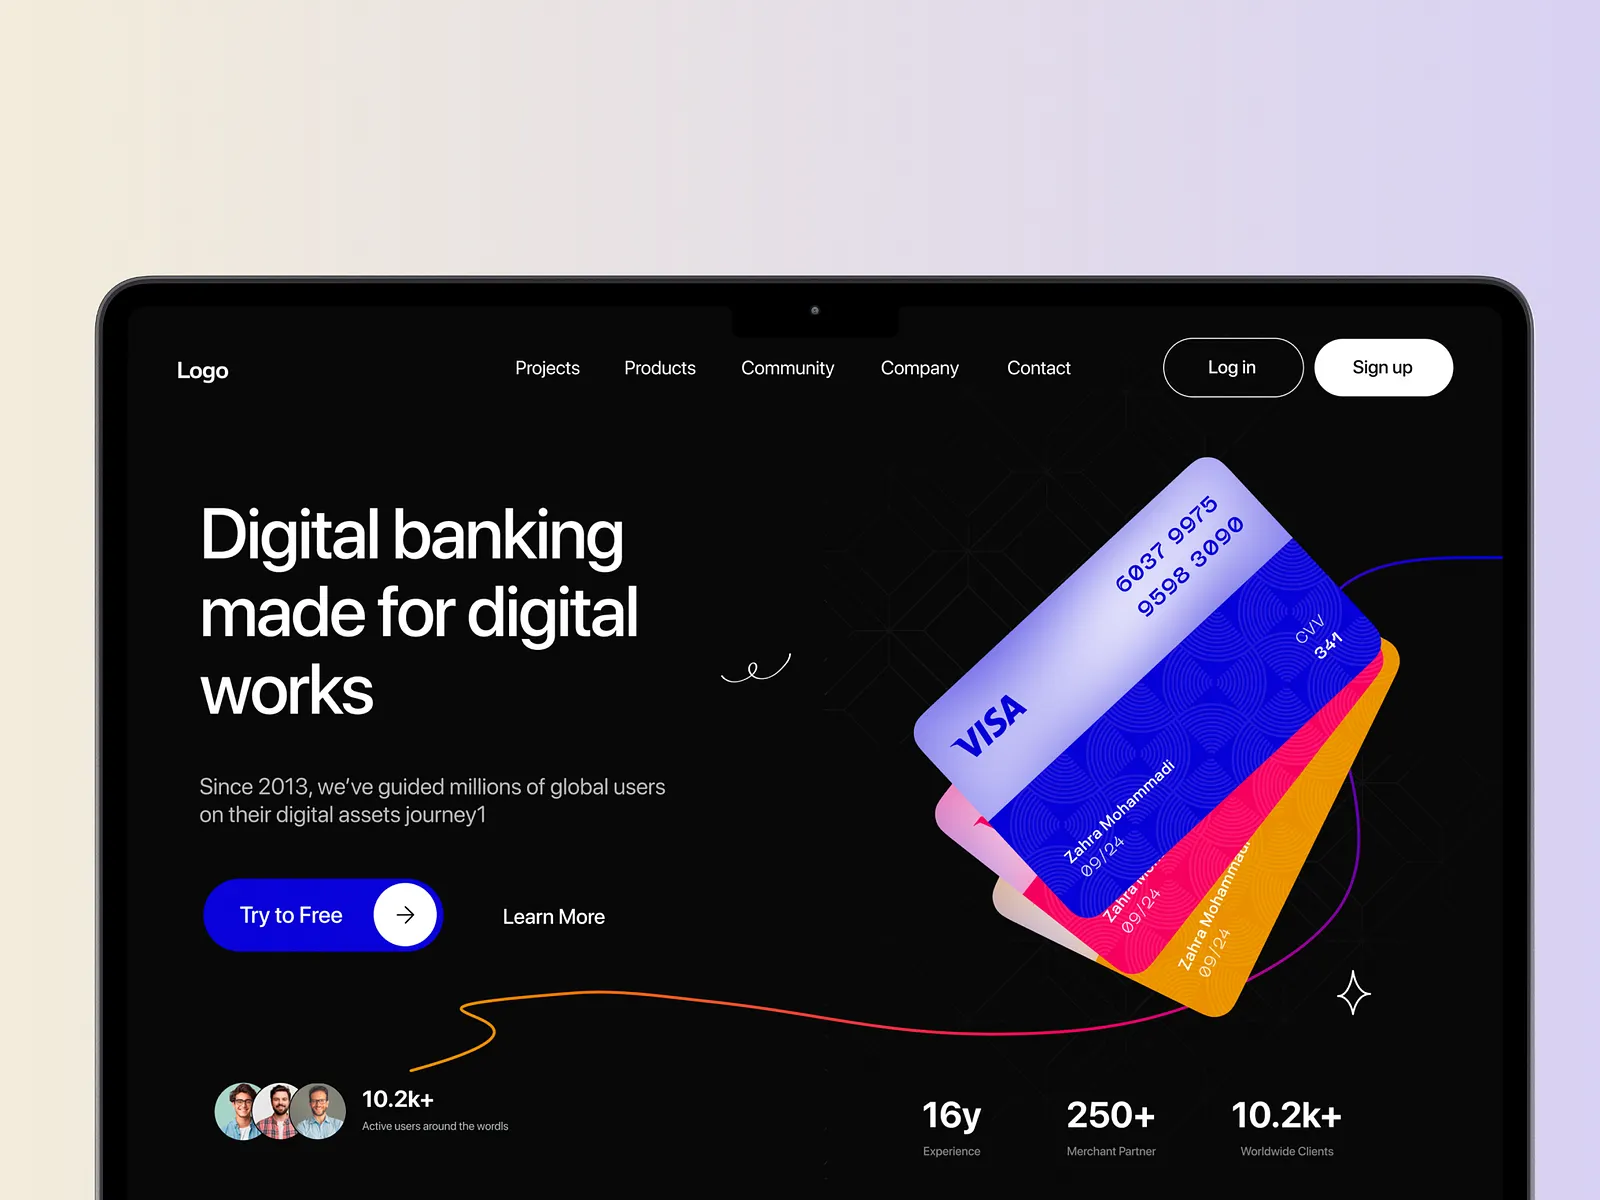 Logo
Projects
Products
Community
Company
Contact
Log in
Sign up
Digital banking
made for digital
works
Since 2013, we've guided millions of global users
on their digital assets journey1
Try to Free
Learn More
6037 9975
9598 3090
CVV
341
VISA
Zahra Mohammadi
09/24
Zahra Mo
09/24
Zahra Mohammadi
09/24
10.2k+
Active users around the wordls
16y
Experience
250+
Merchant Partner
10.2k+
Worldwide Clients